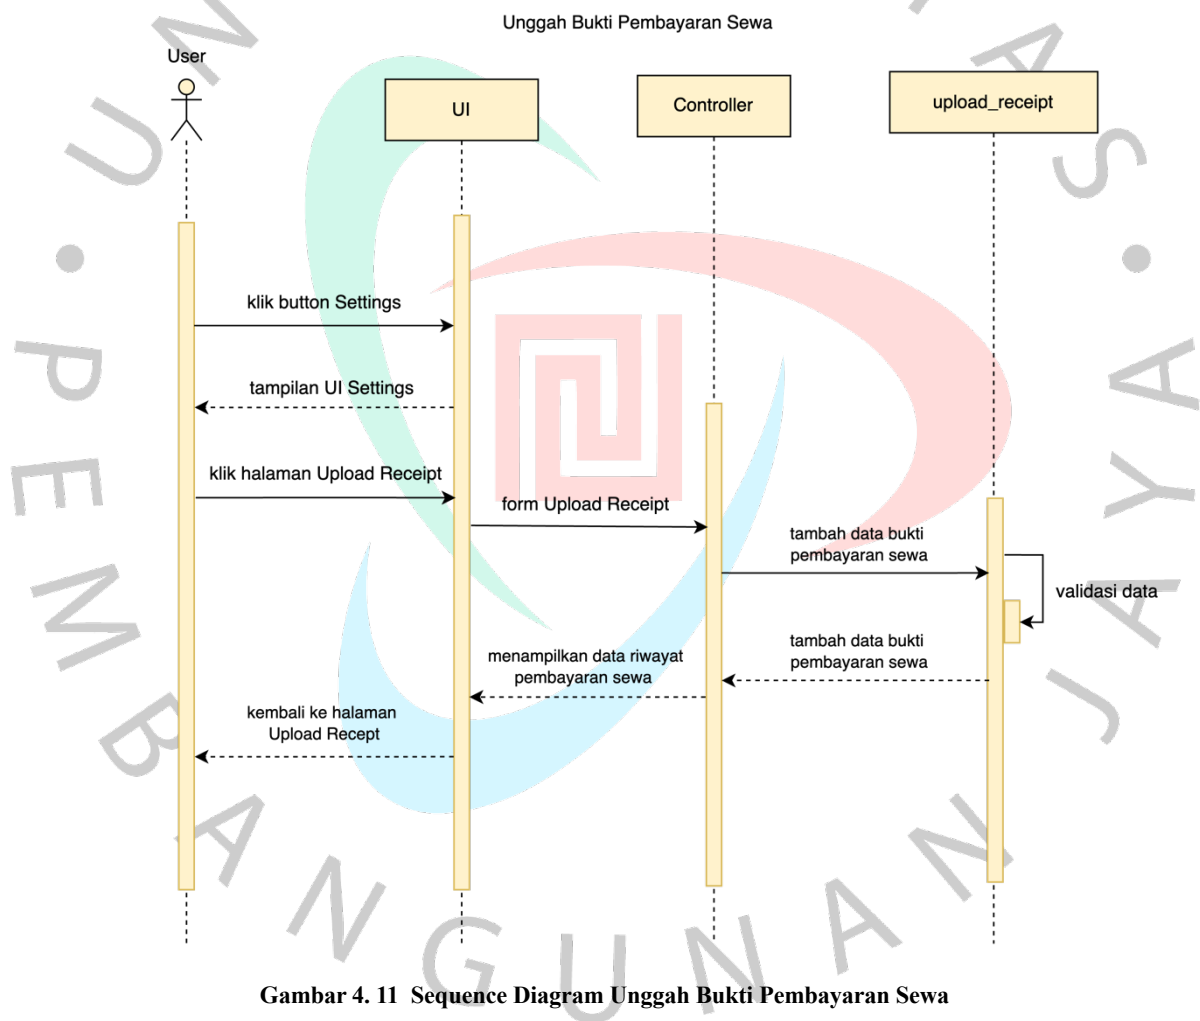 Unggah Bukti Pembayaran Sewa
User
UI
Controller
upload_receipt
klik button Settings
tampilan UI Settings
klik halaman Upload Receipt
form Upload Receipt
tambah data bukti
pembayaran sewa
validasi data
tambah data bukti
pembayaran sewa
menampilkan data riwayat
pembayaran sewa
kembali ke halaman
Upload Recept
Gambar 4. 11 Sequence Diagram Unggah Bukti Pembayaran Sewa
PEMBANGUNAN JAYA